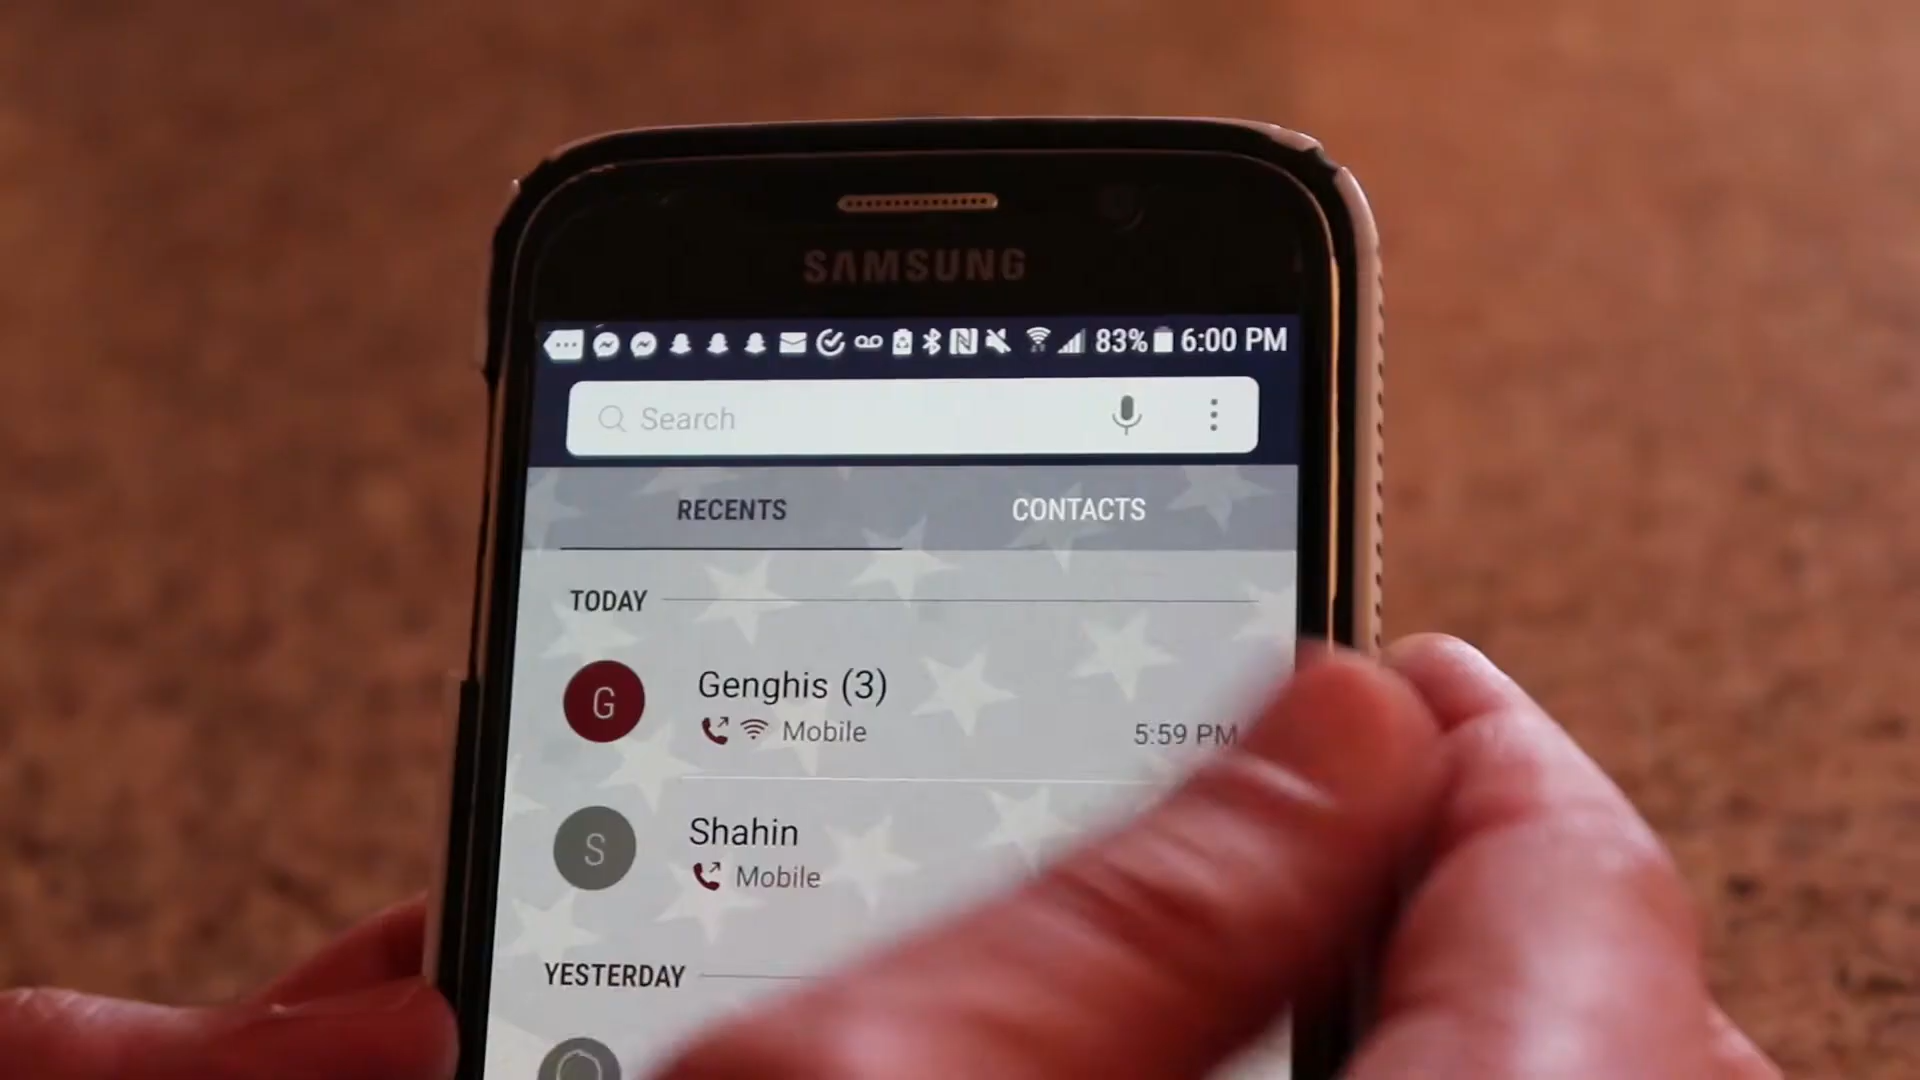 SAMSUNG
83% 6:00 PM
Search
RECENTS CONTACTS
TODAY
G Genghis (3)
Mobile 5:59 PM
S Shahin
Mobile
YESTERDAY